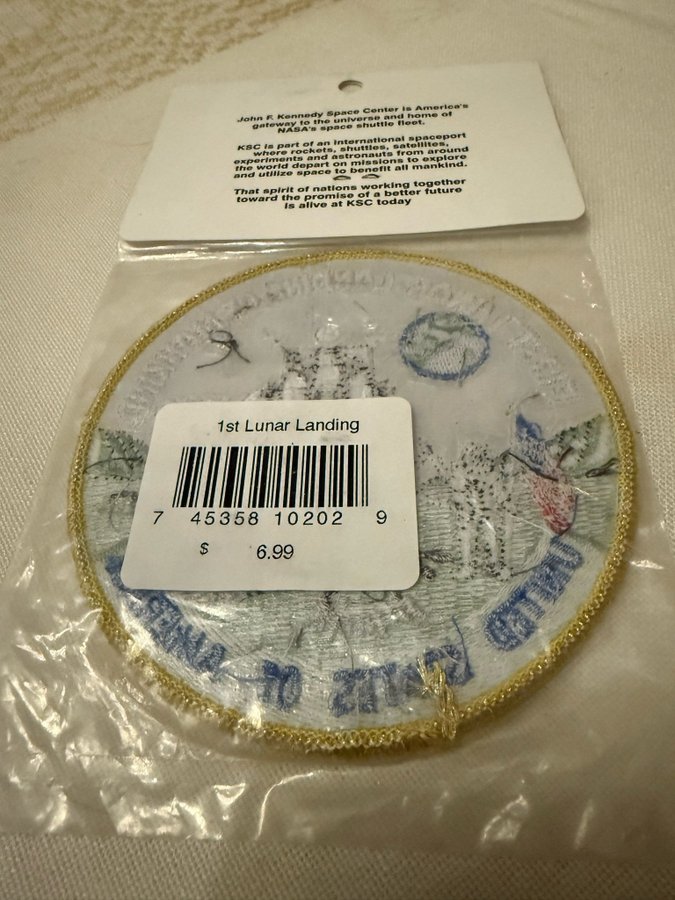 John F. Kennedy Space Center is America's
gateway to the universe and home of
NASA's space shuttle fleet.
KSC is part of an international spaceport
where rockets, shuttles, satellites,
experiments and astronauts from around
the world depart on missions to explore
and utilize space to benefit all mankind.
That spirit of nations working together
toward the promise of a better future
is alive at KSC today
1st Lunar Landing
7 45358 10202 9
$ 6.99
UNITED STATES OF AMERICA